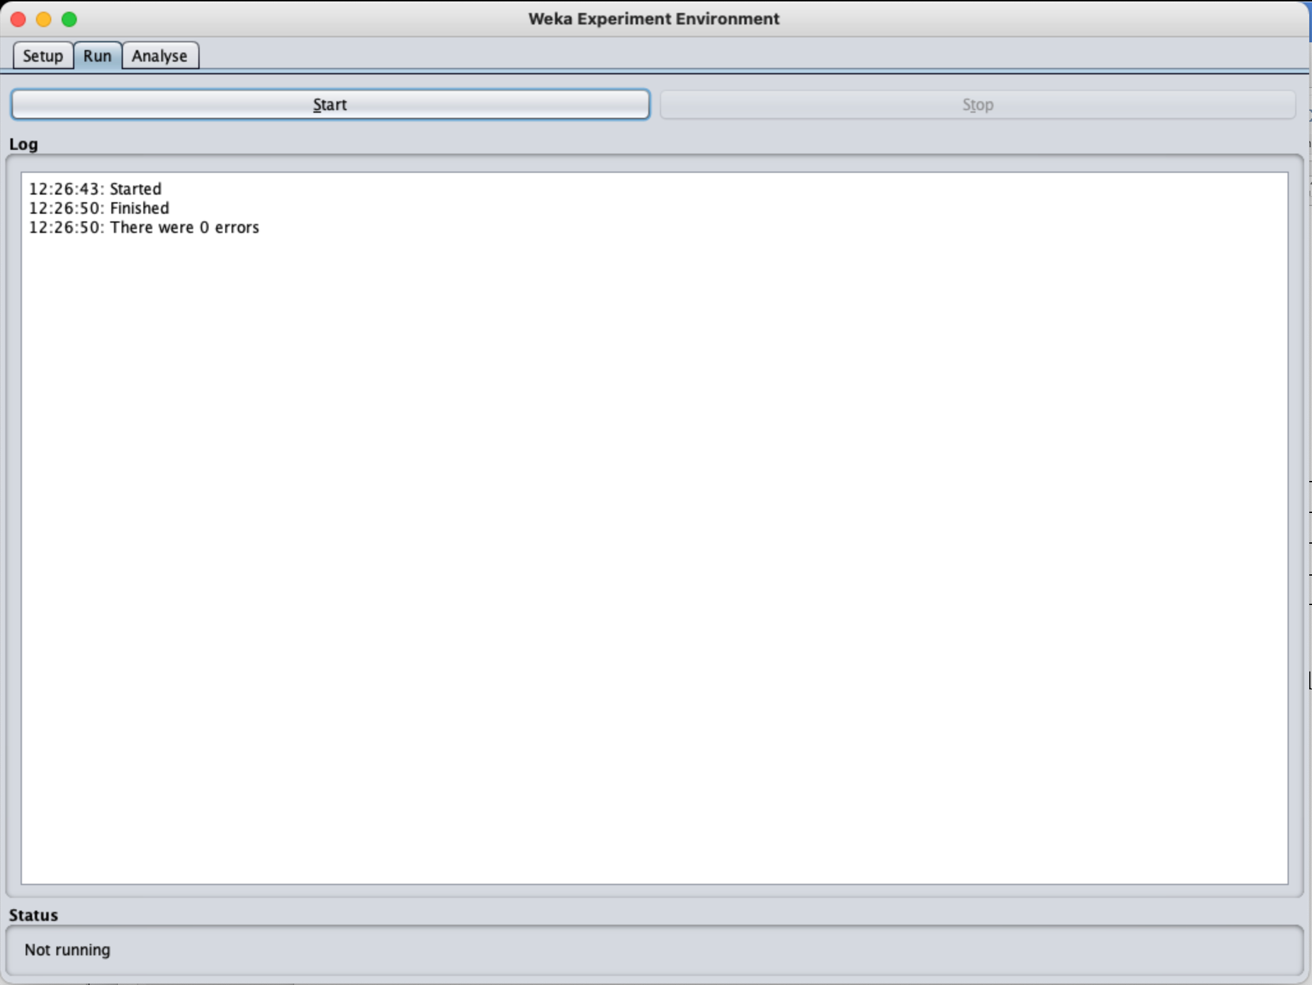 Weka Experiment Environment
Setup Run Analyse
Start Stop
Log
12:26:43: Started
12:26:50: Finished
12:26:50: There were 0 errors
Status
Not running